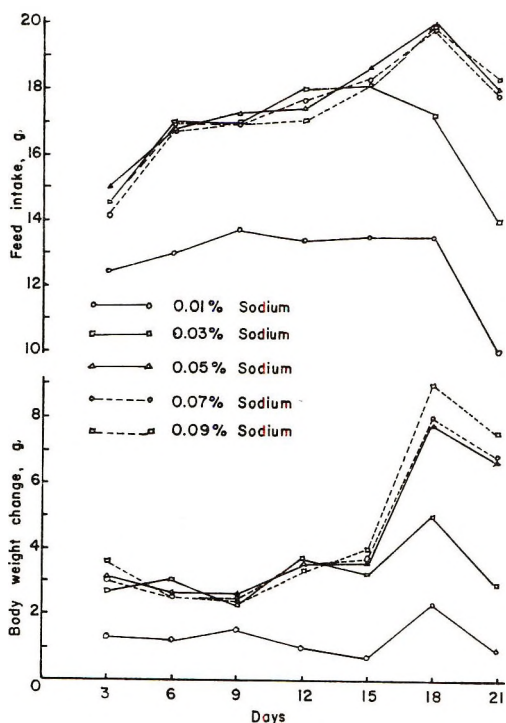 20
18
16
14
12
10
Feed intake, g.
0.01% Sodium
0.03% Sodium
0.05% Sodium
0.07% Sodium
0.09% Sodium
8
6
4
2
0
Body weight change, g.
3 6 9 12 15 18 21
Days